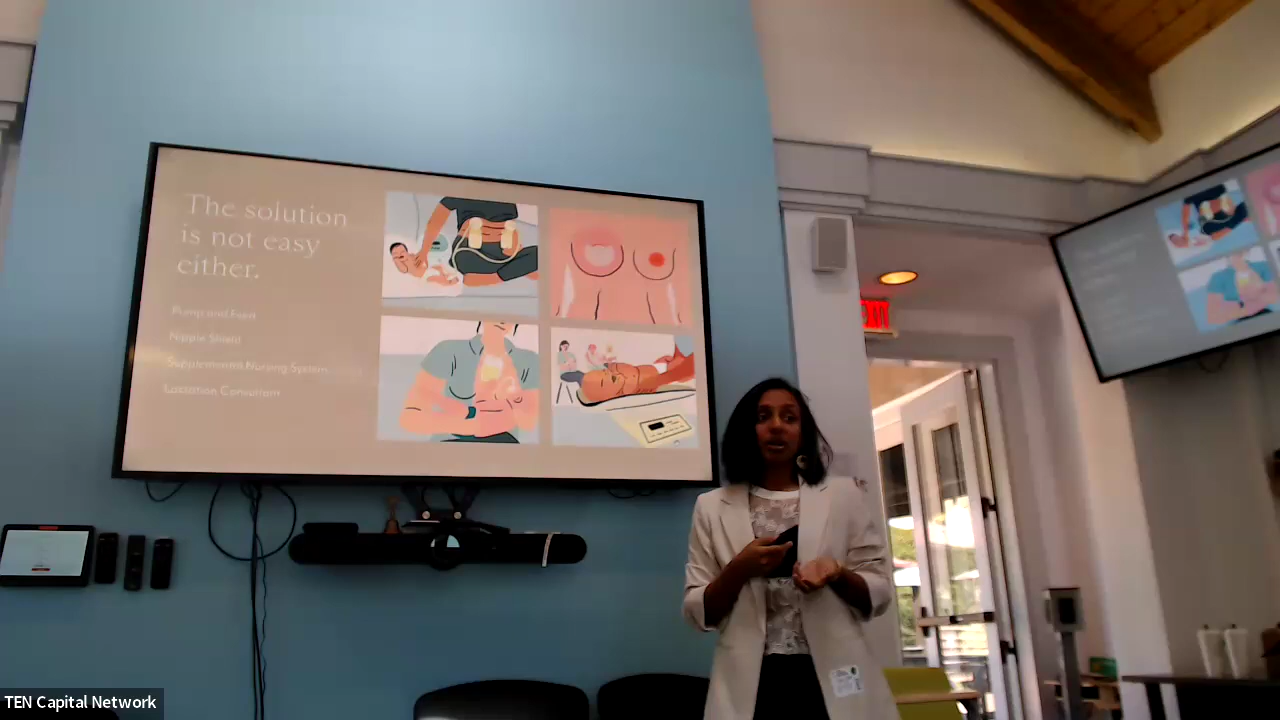 The solution
is not easy
either.
Pump and Feed
Nipple Shield
Supplemental Nursing System
Lactation Consultant
EXIT
TEN Capital Network